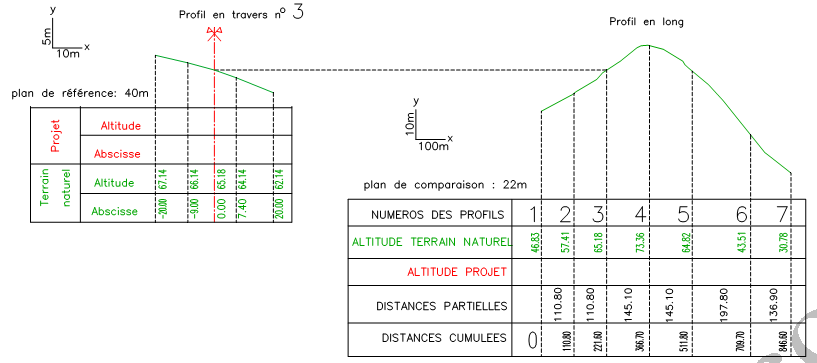 Profil en travers n° 3
y
5m
10m
x
plan de référence: 40m
Projet
Altitude
Abscisse
Terrain naturel
Altitude 67.14 66.14 65.18 64.14 62.14
Abscisse -20.00 -9.00 0.00 7.40 20.00
Profil en long
y
10m
100m
x
plan de comparaison : 22m
NUMEROS DES PROFILS 1 2 3 4 5 6 7
ALTITUDE TERRAIN NATUREL 46.83 57.41 65.18 73.36 64.82 43.51 30.78
ALTITUDE PROJET
DISTANCES PARTIELLES 110.80 110.80 145.10 145.10 197.80 136.90
DISTANCES CUMULEES 0 110.80 221.60 366.70 511.80 709.70 846.60